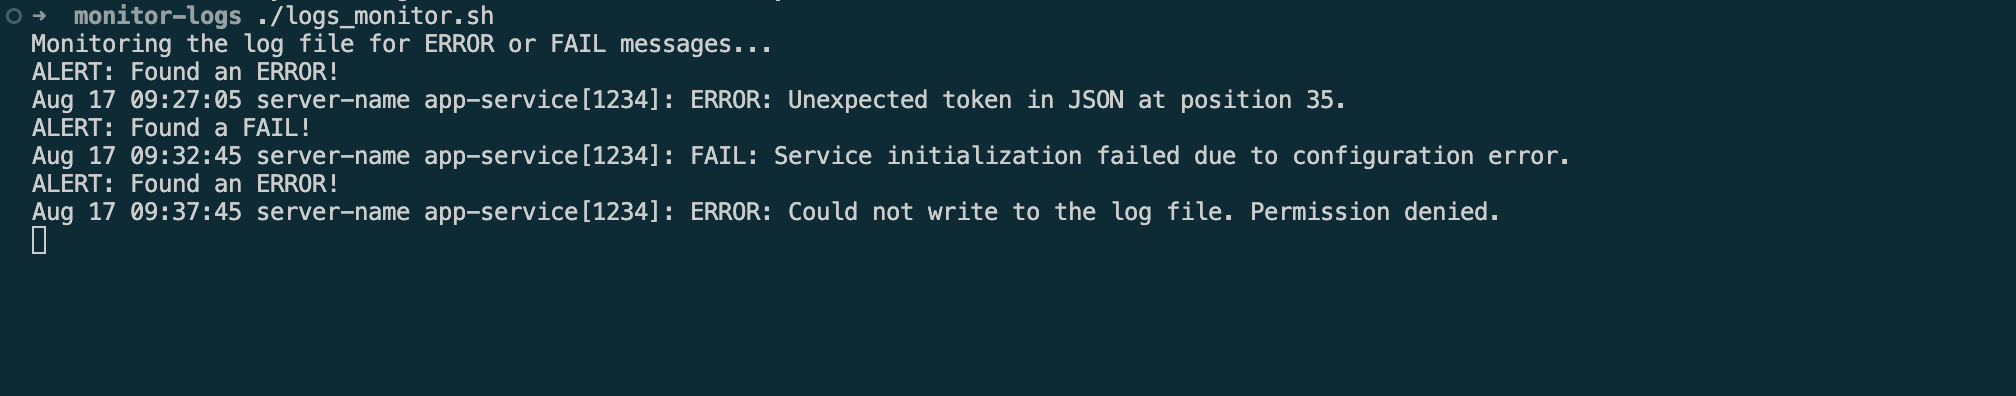 ➜ monitor-logs ./logs_monitor.sh
Monitoring the log file for ERROR or FAIL messages...
ALERT: Found an ERROR!
Aug 17 09:27:05 server-name app-service[1234]: ERROR: Unexpected token in JSON at position 35.
ALERT: Found a FAIL!
Aug 17 09:32:45 server-name app-service[1234]: FAIL: Service initialization failed due to configuration error.
ALERT: Found an ERROR!
Aug 17 09:37:45 server-name app-service[1234]: ERROR: Could not write to the log file. Permission denied.